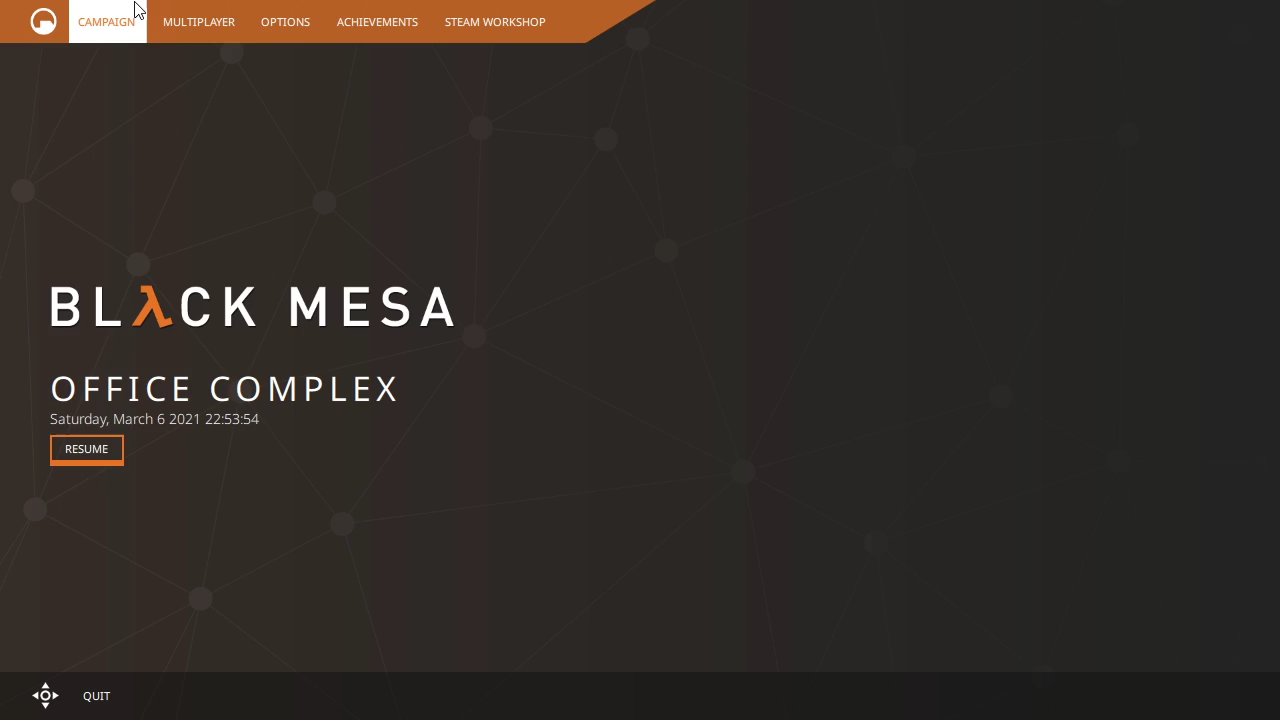 CAMPAIGN MULTIPLAYER OPTIONS ACHIEVEMENTS STEAM WORKSHOP
BLλCK MESA
OFFICE COMPLEX
Saturday, March 6 2021 22:53:54
RESUME
QUIT